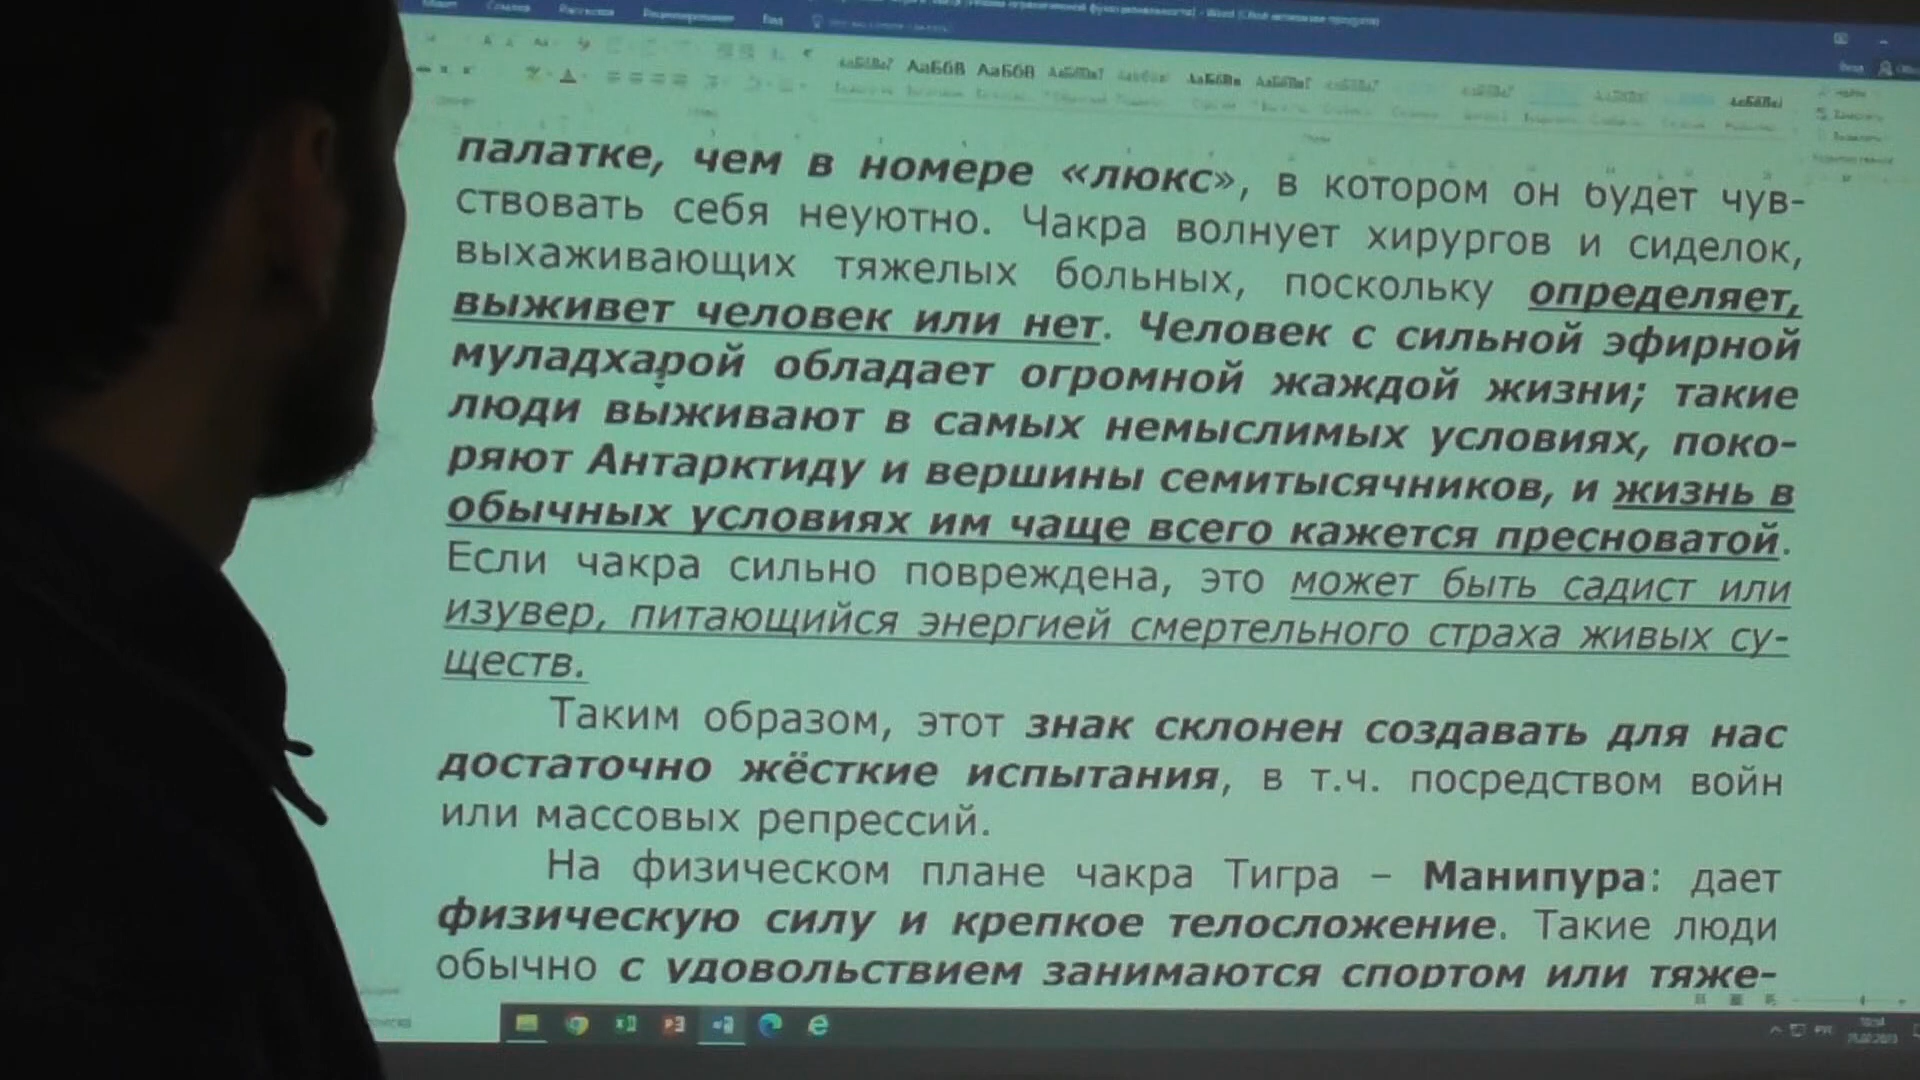 Рецензирование
Вид
АаБбВ АаБбВ
палатке, чем в номере «люкс», в котором он будет чув-
ствовать себя неуютно. Чакра волнует хирургов и сиделок,
выхаживающих тяжелых больных, поскольку определяет,
выживет человек или нет. Человек с сильной эфирной
муладхарой обладает огромной жаждой жизни; такие
люди выживают в самых немыслимых условиях, поко-
ряют Антарктиду и вершины семитысячников, и жизнь в
обычных условиях им чаще всего кажется пресноватой.
Если чакра сильно повреждена, это может быть садист или
изувер, питающийся энергией смертельного страха живых су-
ществ.
Таким образом, этот знак склонен создавать для нас
достаточно жёсткие испытания, в т.ч. посредством войн
или массовых репрессий.
На физическом плане чакра Тигра – Манипура: дает
физическую силу и крепкое телосложение. Такие люди
обычно с удовольствием занимаются спортом или тяже-